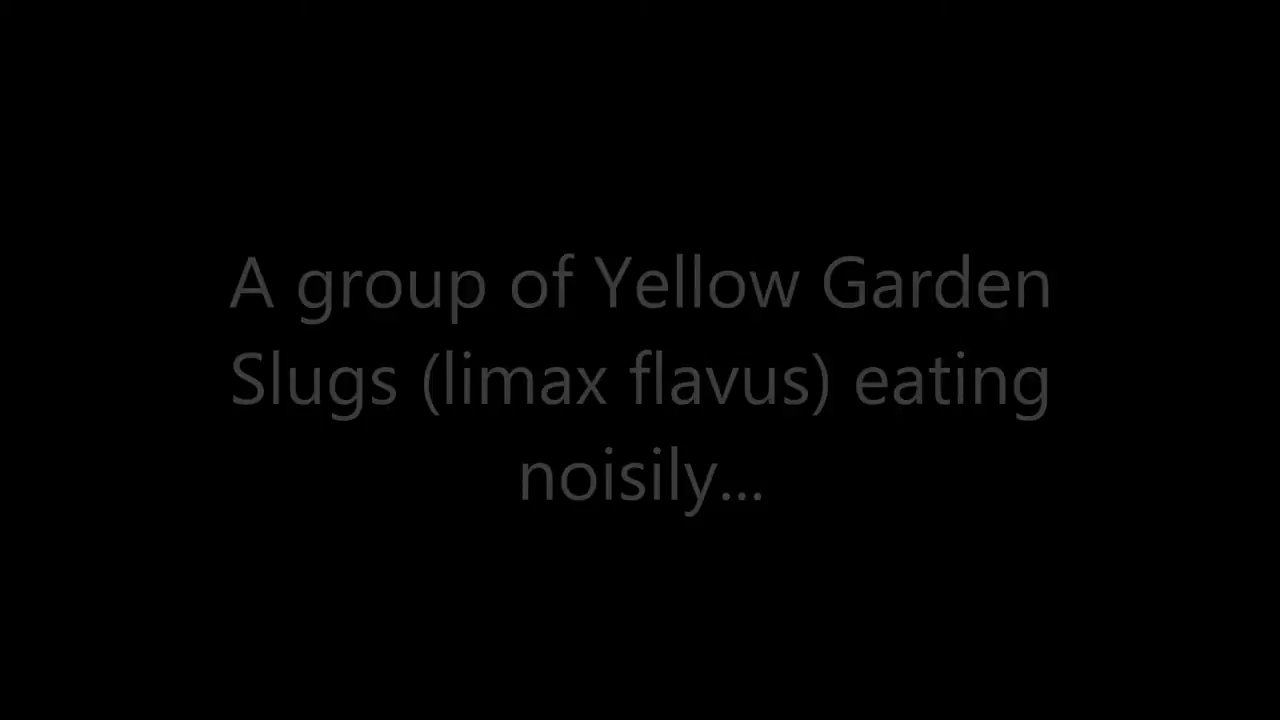 A group of Yellow Garden
Slugs (limax flavus) eating
noisily...